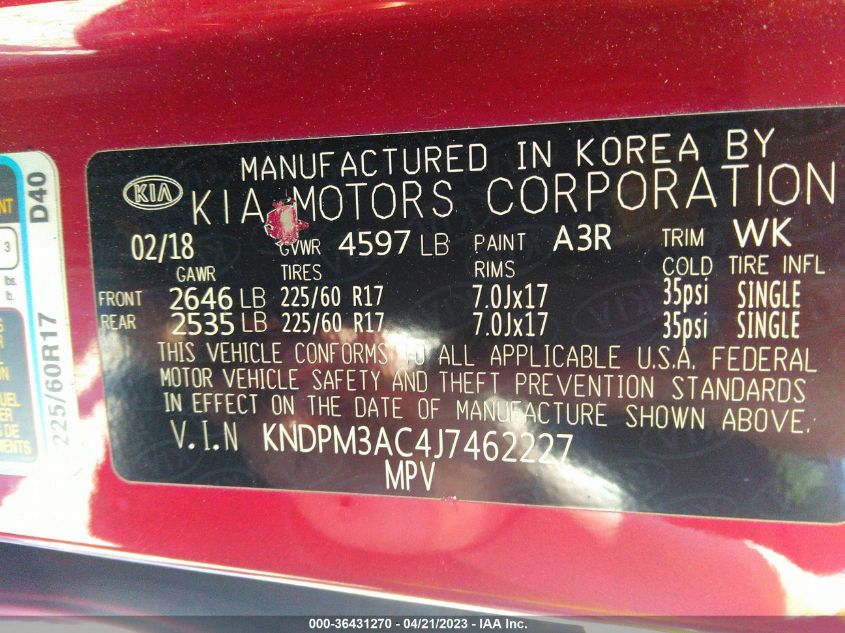 MANUFACTURED IN KOREA BY
KIA KIA MOTORS CORPORATION
02/18 GVWR 4597 LB PAINT A3R TRIM WK
GAWR TIRES RIMS COLD TIRE INFL
FRONT 2646 LB 225/60 R17 7.0Jx17 35psi SINGLE
REAR 2535 LB 225/60 R17 7.0Jx17 35psi SINGLE
THIS VEHICLE CONFORMS TO ALL APPLICABLE U.S.A. FEDERAL
MOTOR VEHICLE SAFETY AND THEFT PREVENTION STANDARDS
IN EFFECT ON THE DATE OF MANUFACTURE SHOWN ABOVE.
V.I.N KNDPM3AC4J7462227
MPV
D40
225/60R17
3
lbs.
lb.
000-36431270 - 04/21/2023 - IAA Inc.